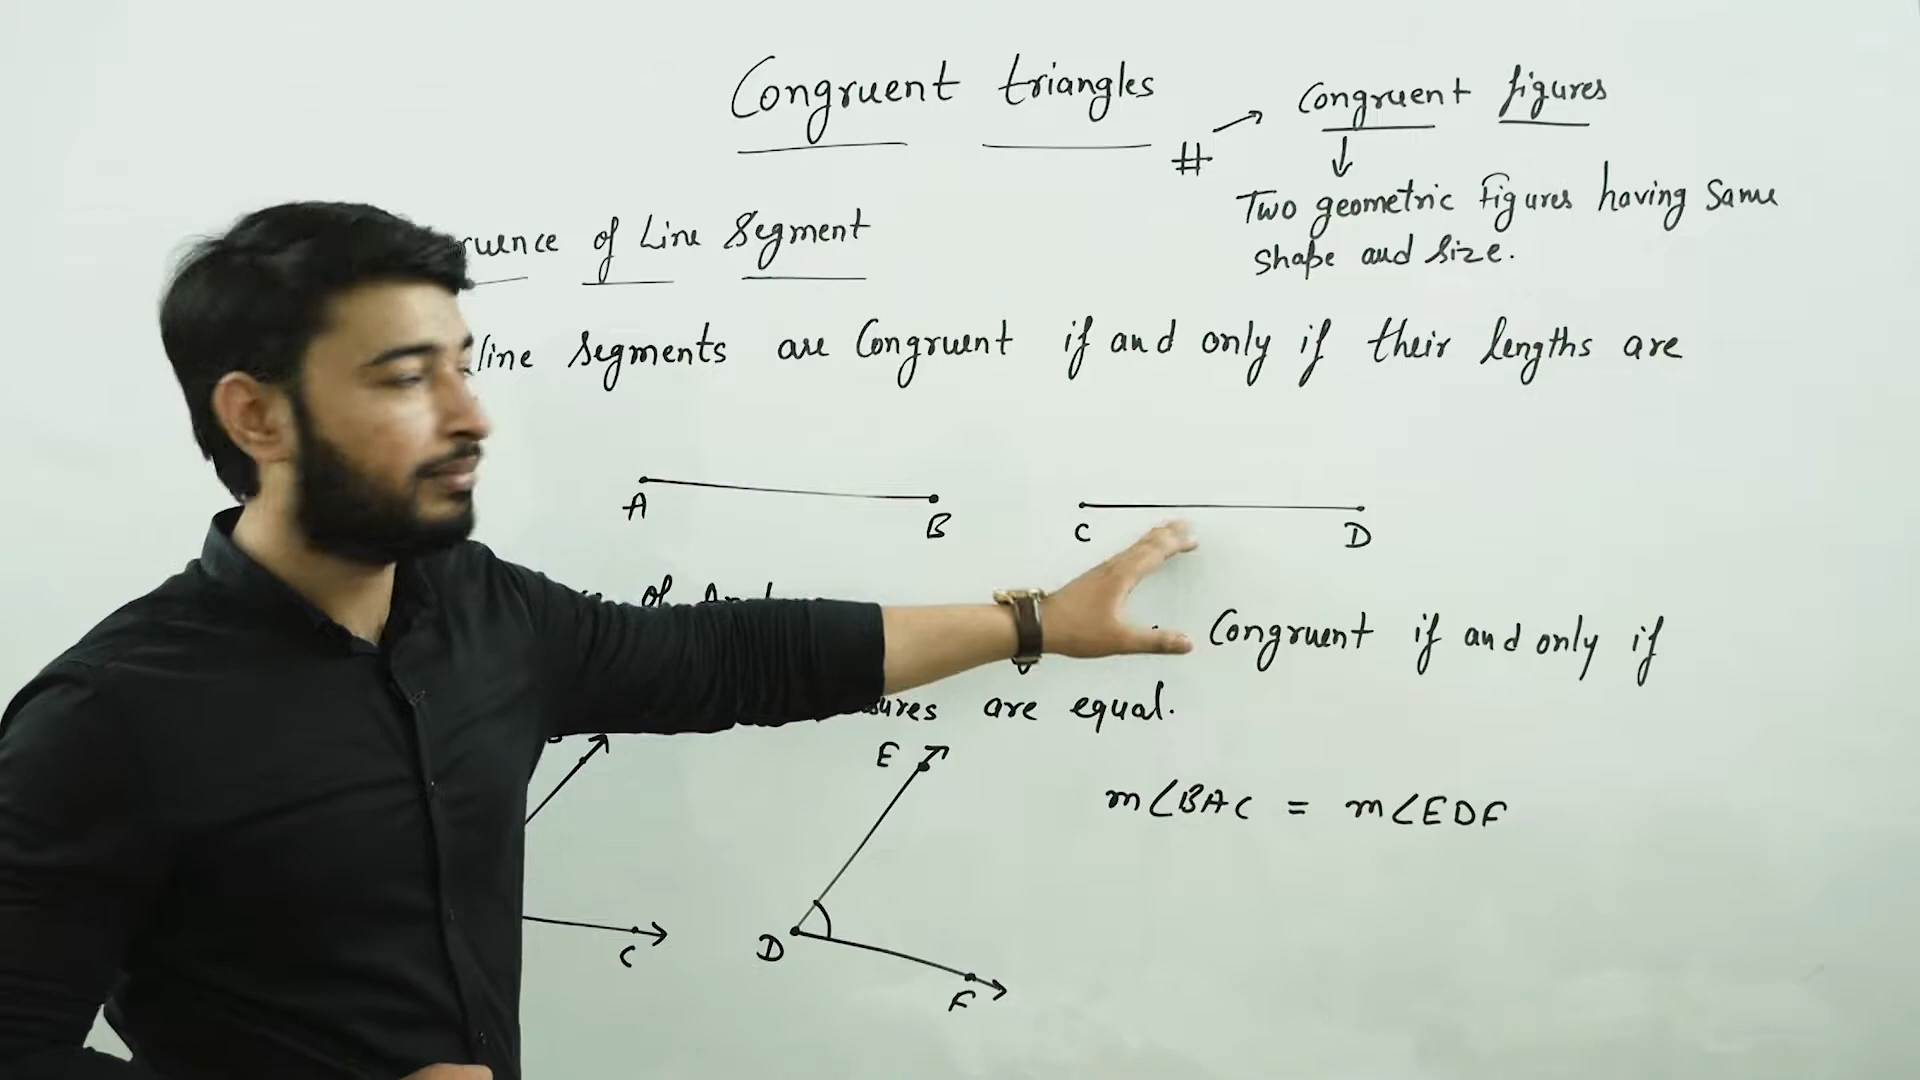 Congruent triangles
# → Congruent figures
Two geometric Figures having Same
shape and size.
of Line Segment
line Segments are Congruent if and only if their lengths are
A B C D
of
Congruent if and only if
are equal.
E
m∠BAC = m∠EDF
C D F